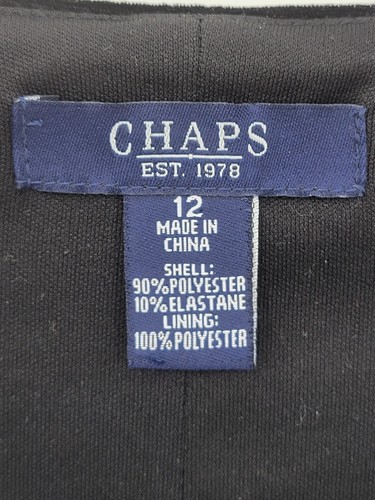 CHAPS
EST. 1978
12
MADE IN
CHINA
SHELL:
90%POLYESTER
10%ELASTANE
LINING:
100%POLYESTER